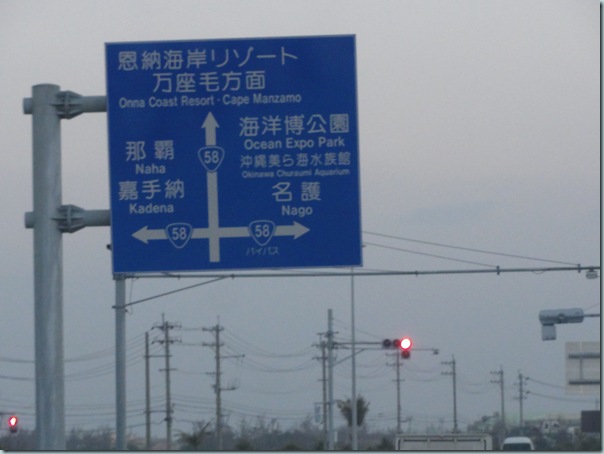 恩納海岸リゾート
万座毛方面
Onna Coast Resort・Cape Manzamo
58
那覇
Naha
嘉手納
Kadena
海洋博公園
Ocean Expo Park
沖縄美ら海水族館
Okinawa Churaumi Aquarium
名護
Nago
58
58
バイパス